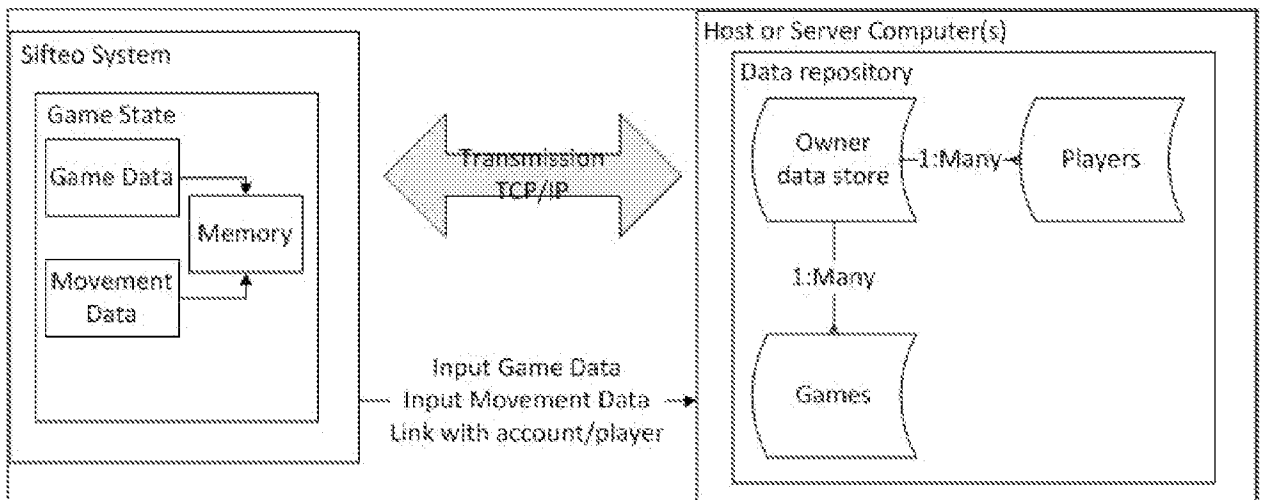 Sifteo System
Game State
Game Data
Memory
Movement
Data
Transmission
TCP/IP
Input Game Data
Input Movement Data
Link with account/player
Host or Server Computer(s)
Data repository
Owner
data store
1:Many
Players
1:Many
Games